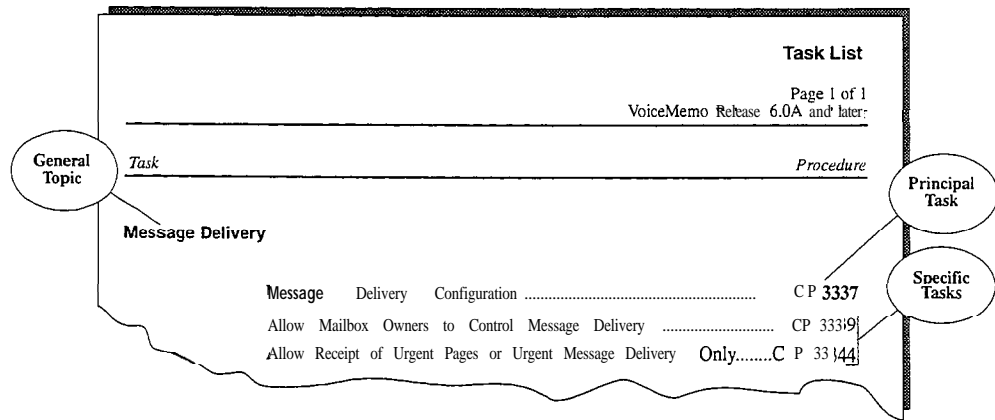 Task List
Page 1 of 1
VoiceMemo Release 6.0A and later
General Topic
Task Procedure
Principal Task
Message Delivery
Specific Tasks
Message Delivery Configuration ........................................................ CP 3337
Allow Mailbox Owners to Control Message Delivery ........................... CP 3339
Allow Receipt of Urgent Pages or Urgent Message Delivery Only........C P 3344